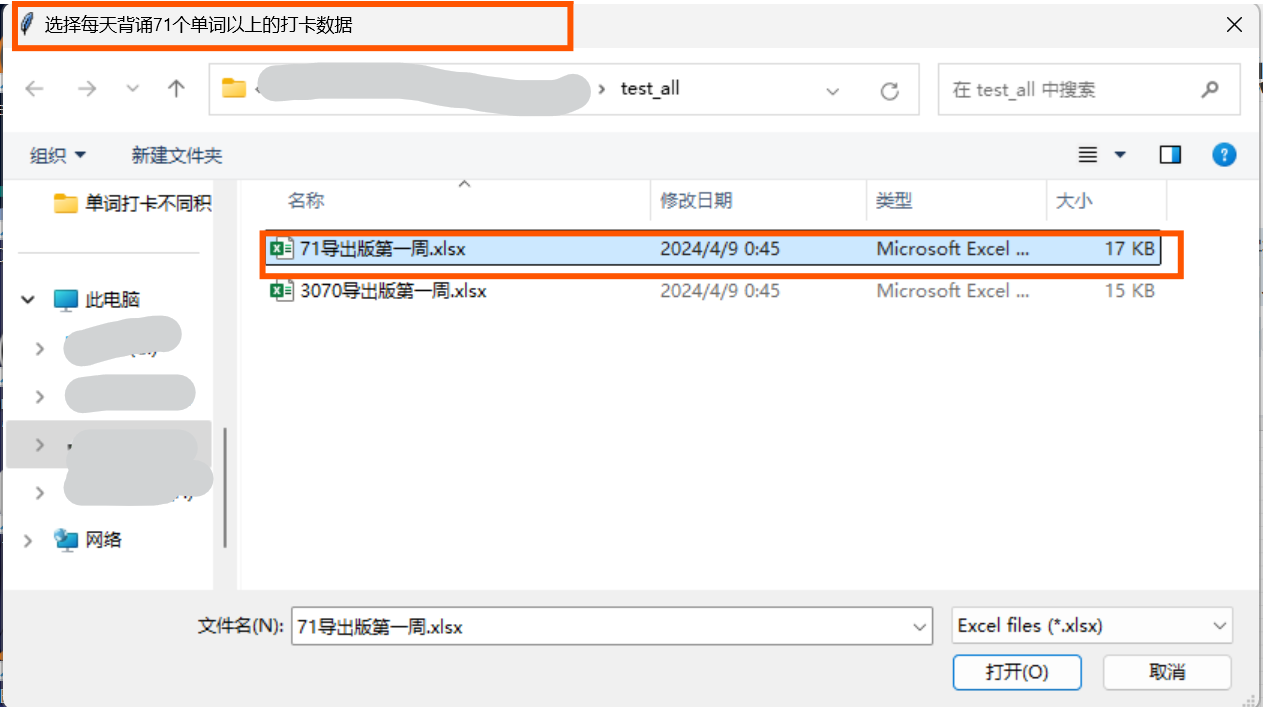 选择每天背诵71个单词以上的打卡数据
test_all
在 test_all 中搜索
组织 新建文件夹
单词打卡不同积
名称 修改日期 类型 大小
71导出版第一周.xlsx 2024/4/9 0:45 Microsoft Excel ... 17 KB
3070导出版第一周.xlsx 2024/4/9 0:45 Microsoft Excel ... 15 KB
此电脑
网络
文件名(N): 71导出版第一周.xlsx Excel files (*.xlsx)
打开(O) 取消